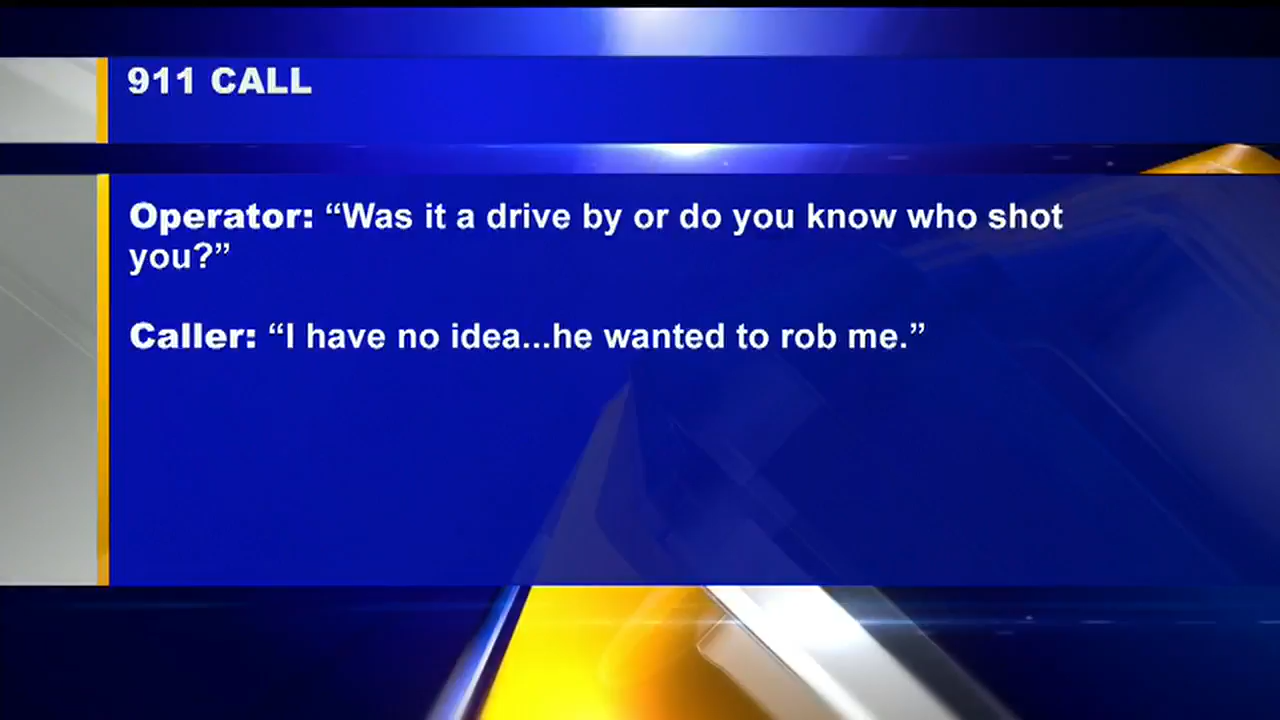 911 CALL
Operator: “Was it a drive by or do you know who shot
you?”
Caller: “I have no idea...he wanted to rob me.”